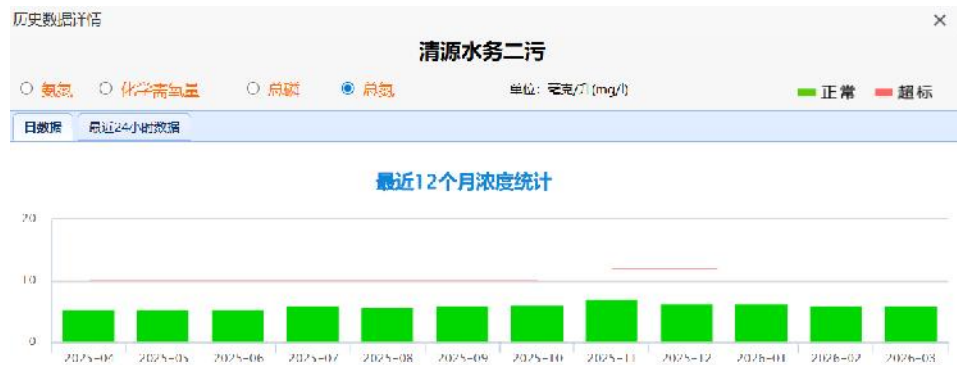 历史数据详情 ×
清源水务二污
氨氮 化学需氧量 总磷 总氮 单位：毫克/升(mg/l) 正常 超标
日数据 最近24小时数据
最近12个月浓度统计
20
10
0
2025-04 2025-05 2025-06 2025-07 2025-08 2025-09 2025-10 2025-11 2025-12 2026-01 2026-02 2026-03